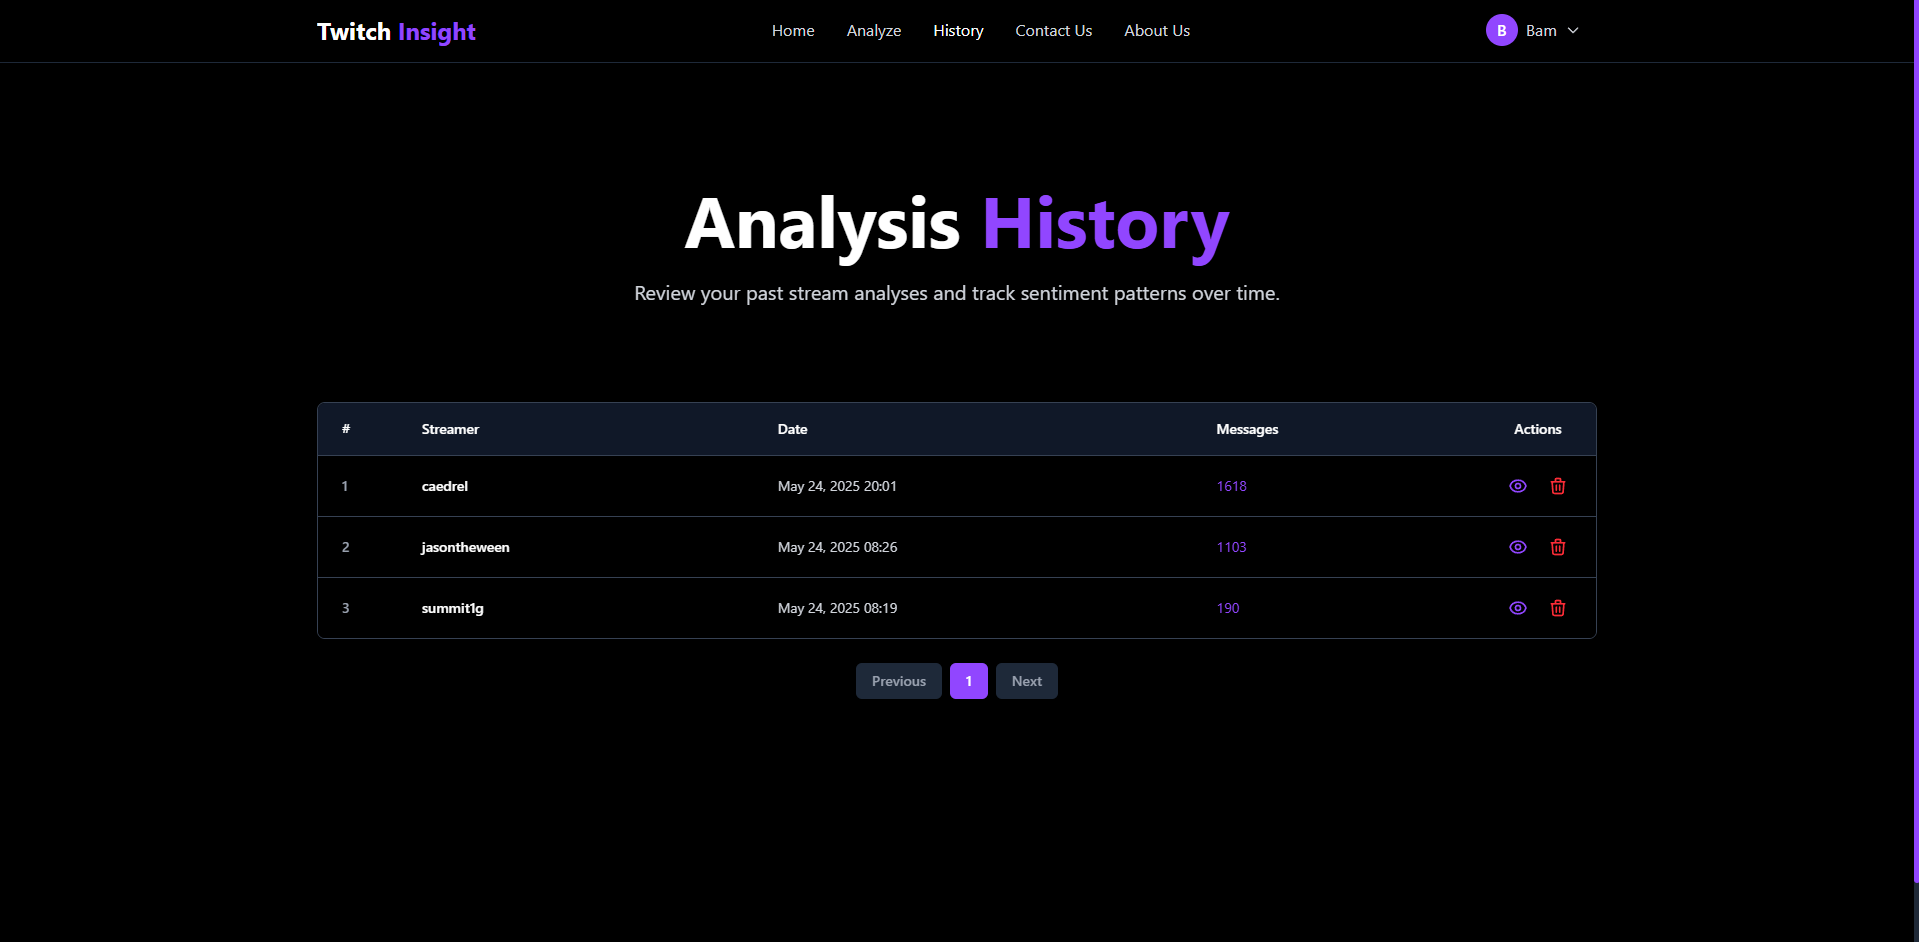 Twitch Insight Home Analyze History Contact Us About Us B Bam
Analysis History
Review your past stream analyses and track sentiment patterns over time.
# Streamer Date Messages Actions
1 caedrel May 24, 2025 20:01 1618
2 jasontheween May 24, 2025 08:26 1103
3 summit1g May 24, 2025 08:19 190
Previous 1 Next